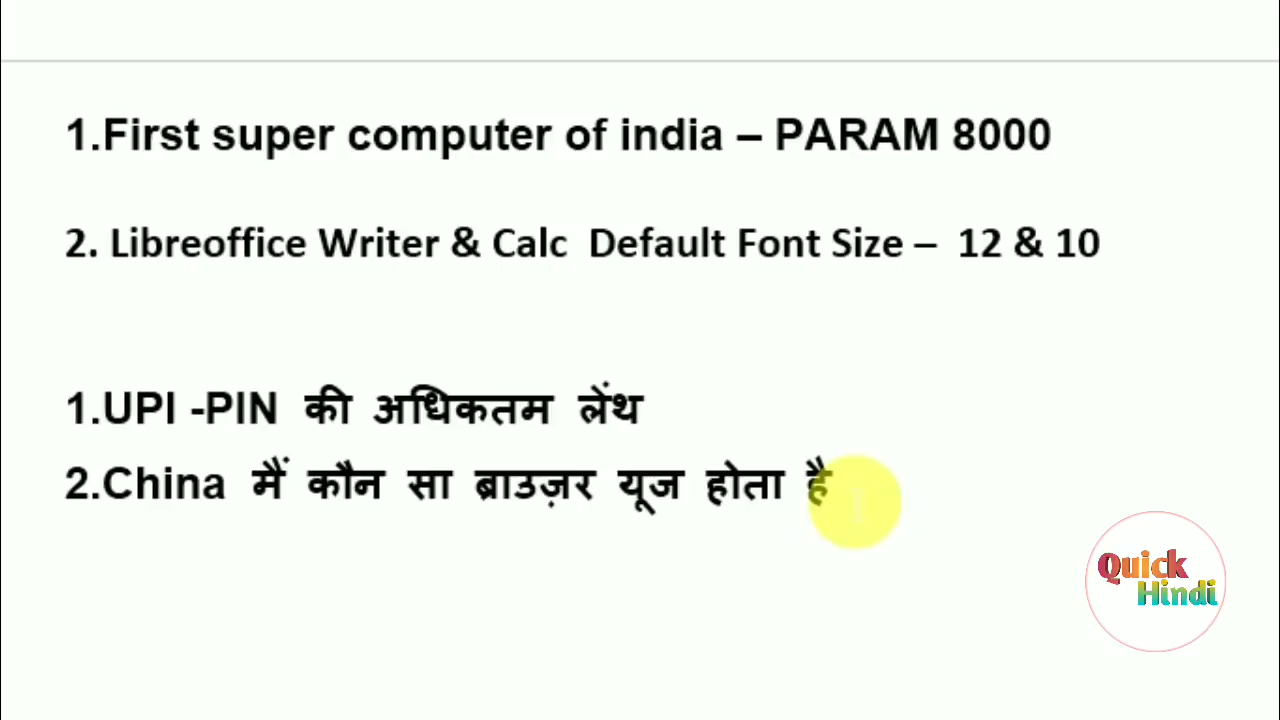 1.First super computer of india – PARAM 8000
2. Libreoffice Writer & Calc Default Font Size – 12 & 10
1.UPI -PIN की अधिकतम लेंथ
2.China मैं कौन सा ब्राउज़र यूज होता है
Quick
Hindi